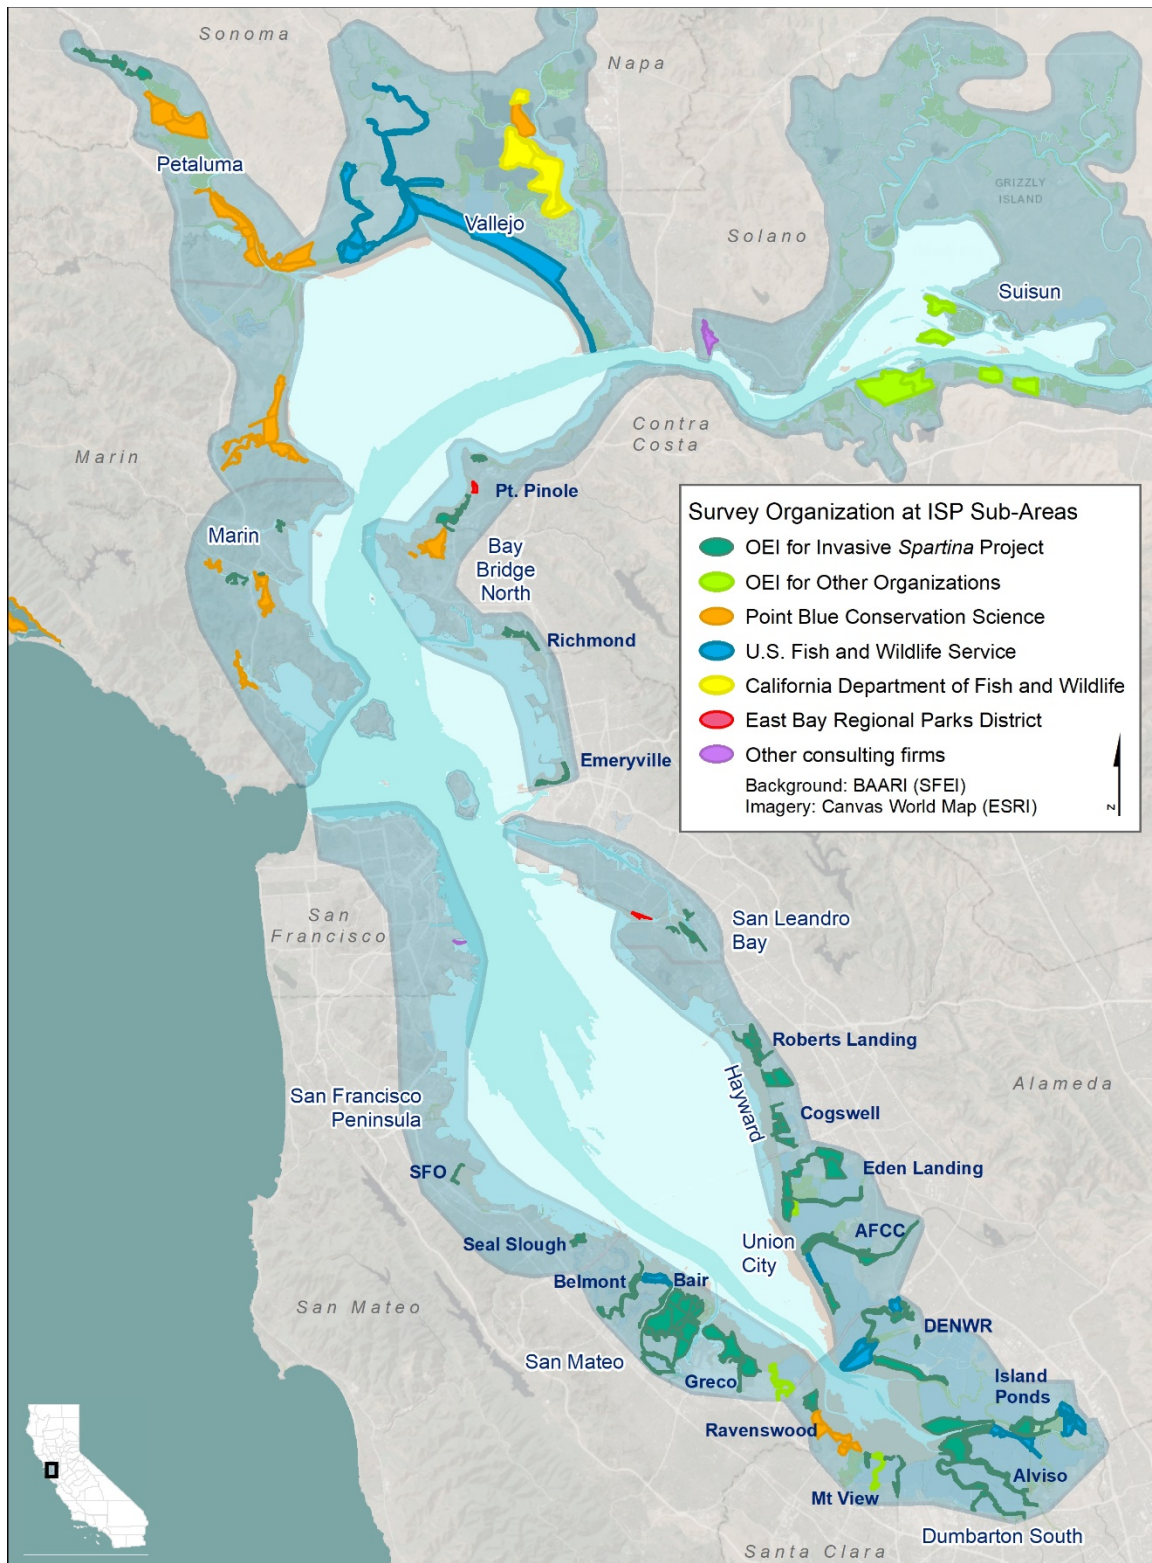 Sonoma
Napa
Petaluma
Vallejo
GRIZZLY
ISLAND
Solano
Suisun
Contra
Costa
Marin
Pt. Pinole
Marin
Bay
Bridge
North
Richmond
Emeryville
Survey Organization at ISP Sub-Areas
OEI for Invasive Spartina Project
OEI for Other Organizations
Point Blue Conservation Science
U.S. Fish and Wildlife Service
California Department of Fish and Wildlife
East Bay Regional Parks District
Other consulting firms
Background: BAARI (SFEI)
Imagery: Canvas World Map (ESRI)
N
San
Francisco
San Leandro
Bay
Roberts Landing
Hayward
Alameda
San Francisco
Peninsula
Cogswell
Eden Landing
SFO
AFCC
Seal Slough
Union
City
Belmont
Bair
San Mateo
DENWR
San Mateo
Greco
Island
Ponds
Ravenswood
Alviso
Mt View
Dumbarton South
Santa Clara